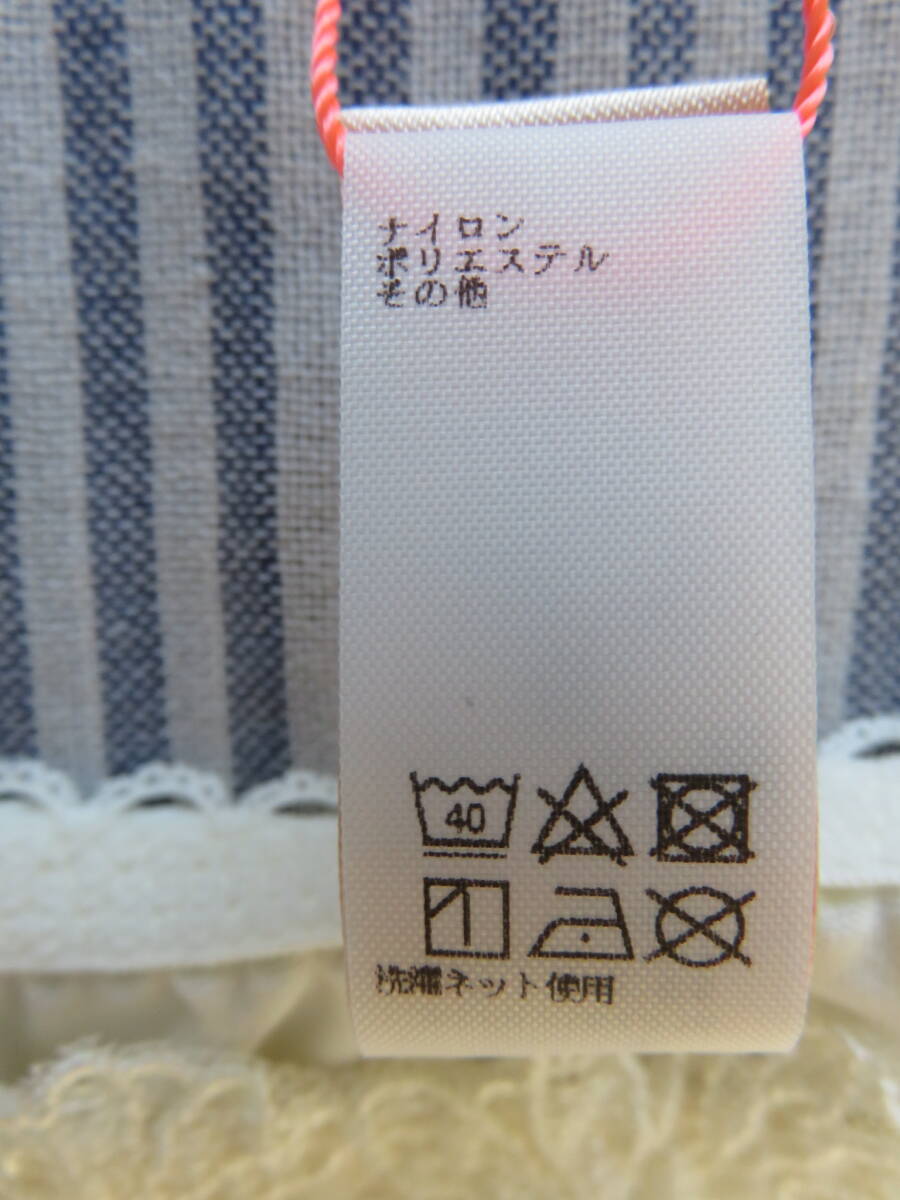 ナイロン
ポリエステル
その他
40
洗濯ネット使用